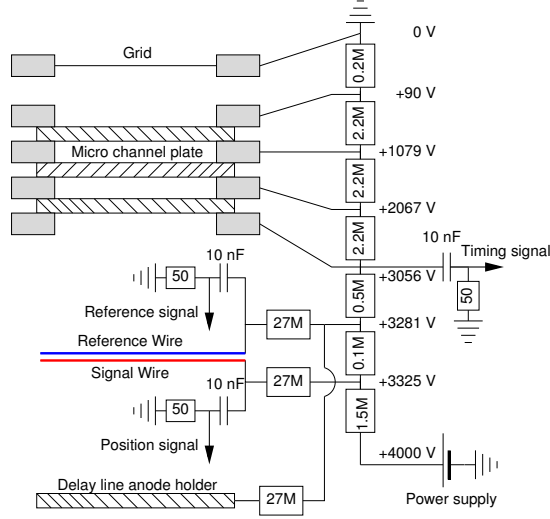 0 V
Grid
0.2M
+90 V
2.2M
Micro channel plate
+1079 V
2.2M
+2067 V
2.2M
10 nF
Timing signal
10 nF
+3056 V
50
50
0.5M
Reference signal
27M
+3281 V
Reference Wire
0.1M
Signal Wire
10 nF
27M
+3325 V
50
1.5M
Position signal
+4000 V
Delay line anode holder
27M
Power supply